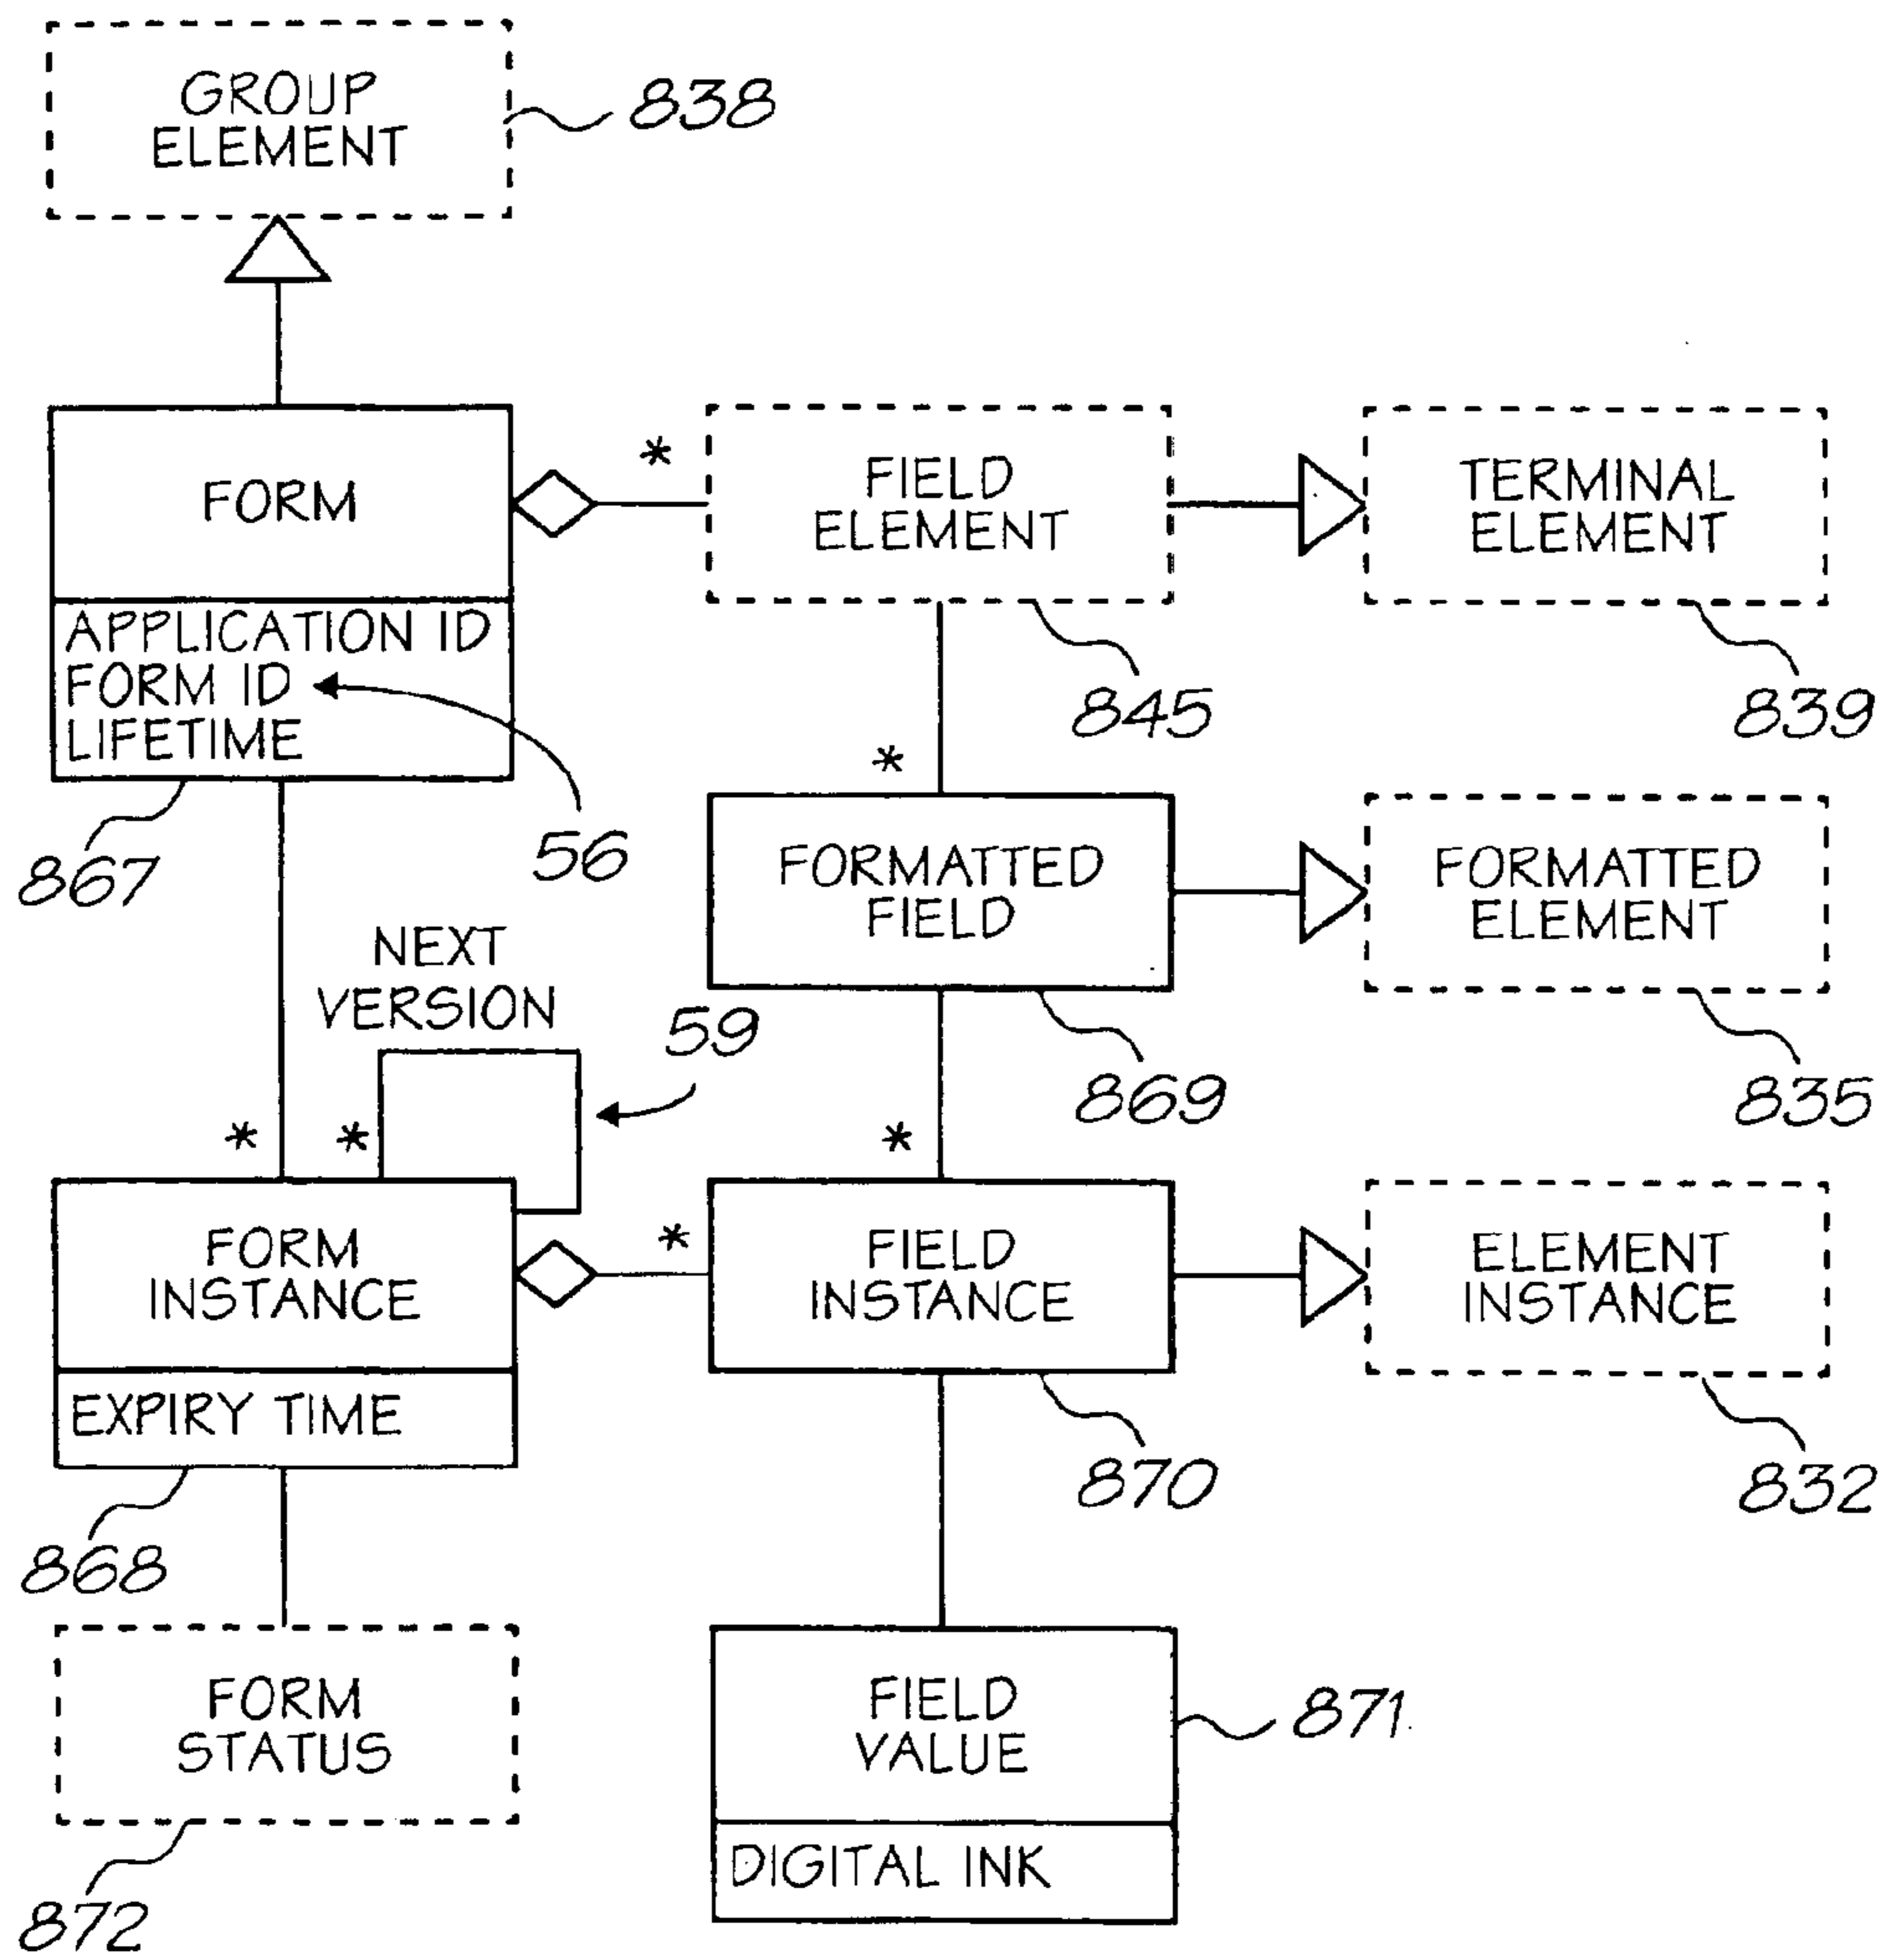 GROUP
ELEMENT
838
FORM
*
FIELD
ELEMENT
TERMINAL
ELEMENT
APPLICATION ID
FORM ID
LIFETIME
845
839
*
867
56
FORMATTED
FIELD
FORMATTED
ELEMENT
NEXT
VERSION
59
869
835
*
*
*
FORM
INSTANCE
*
FIELD
INSTANCE
ELEMENT
INSTANCE
EXPIRY TIME
870
832
868
FORM
STATUS
FIELD
VALUE
871
DIGITAL INK
872